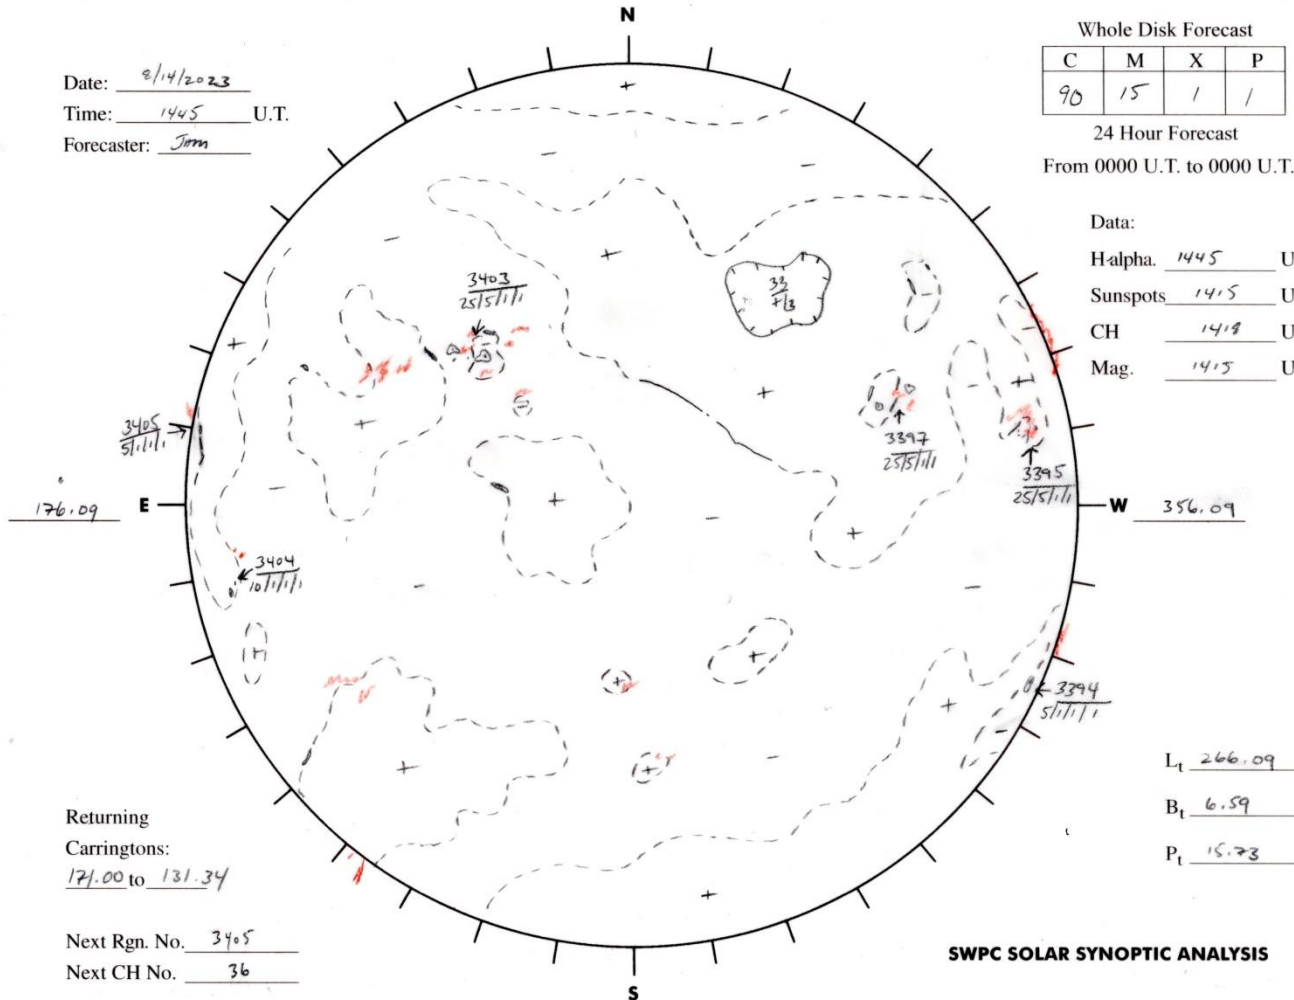 N
Date: 8/14/2023
Time: 1445 U.T.
Forecaster:
Whole Disk Forecast
C M X P
90 15 1 1
24 Hour Forecast
From 0000 U.T. to 0000 U.T.
Data:
H-alpha. 1445 U
Sunspots 1415 U
CH 1418 U
Mag. 1415 U
3403
25/5/1/1
33
+/3
3405
5/1/1/1
3397
25/5/1/1
3395
25/5/1/1
176.09 E
W 356.09
3404
10/1/1/1
3394
5/1/1/1
Lt 266.09
Bt 6.59
Pt 15.73
Returning
Carringtons:
171.00 to 131.34
Next Rgn. No. 3405
Next CH No. 36
SWPC SOLAR SYNOPTIC ANALYSIS
S